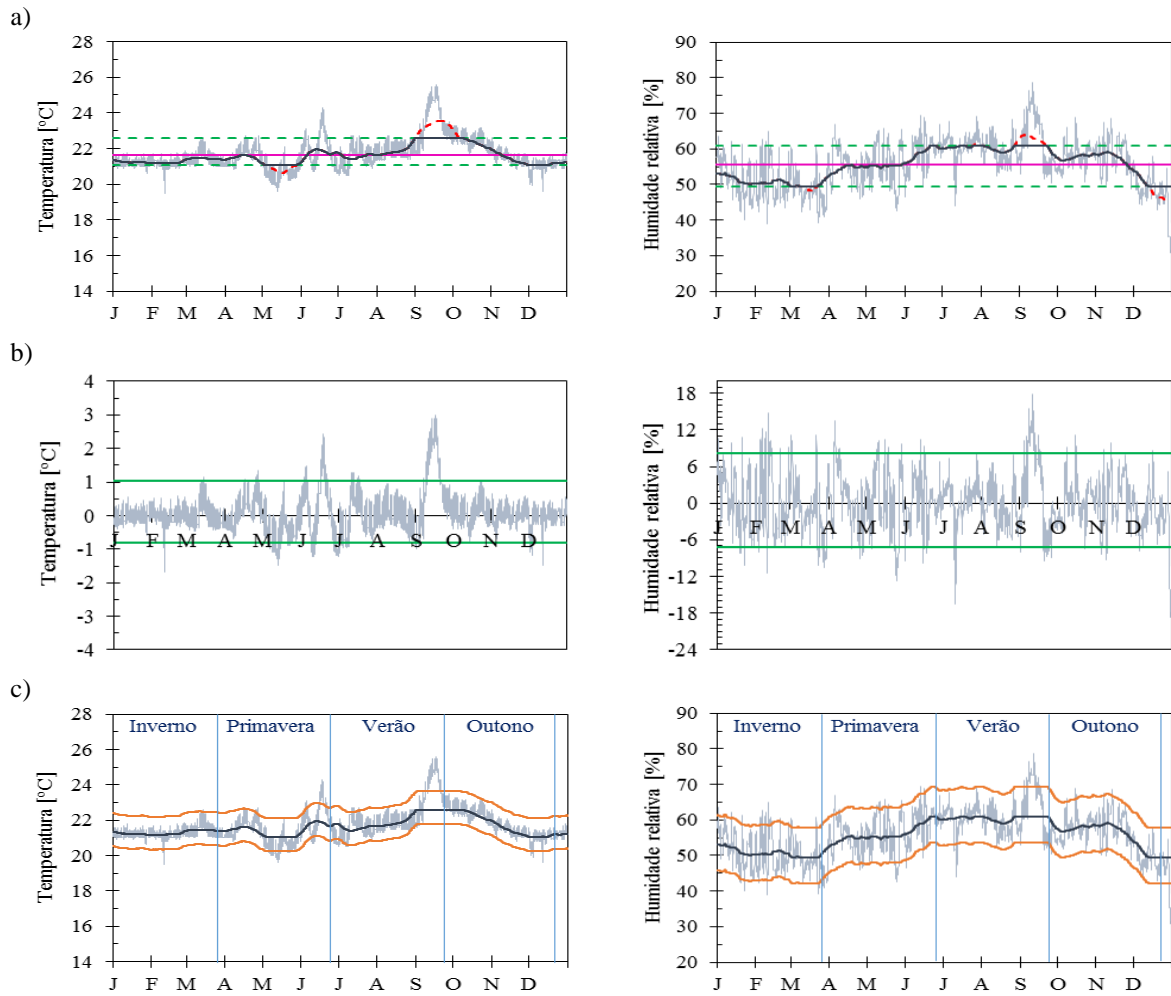 a)
Temperatura [ºC]
28
26
24
22
20
18
16
14
J F M A M J J A S O N D
Humidade relativa [%]
90
80
70
60
50
40
30
20
J F M A M J J A S O N D
b)
Temperatura [ºC]
4
3
2
1
0
-1
-2
-3
-4
J F M A M J J A S O N D
Humidade relativa [%]
18
12
6
0
-6
-12
-18
-24
J F M A M J J A S O N D
c)
Temperatura [ºC]
28
26
24
22
20
18
16
14
Inverno Primavera Verão Outono
J F M A M J J A S O N D
Humidade relativa [%]
90
80
70
60
50
40
30
20
Inverno Primavera Verão Outono
J F M A M J J A S O N D